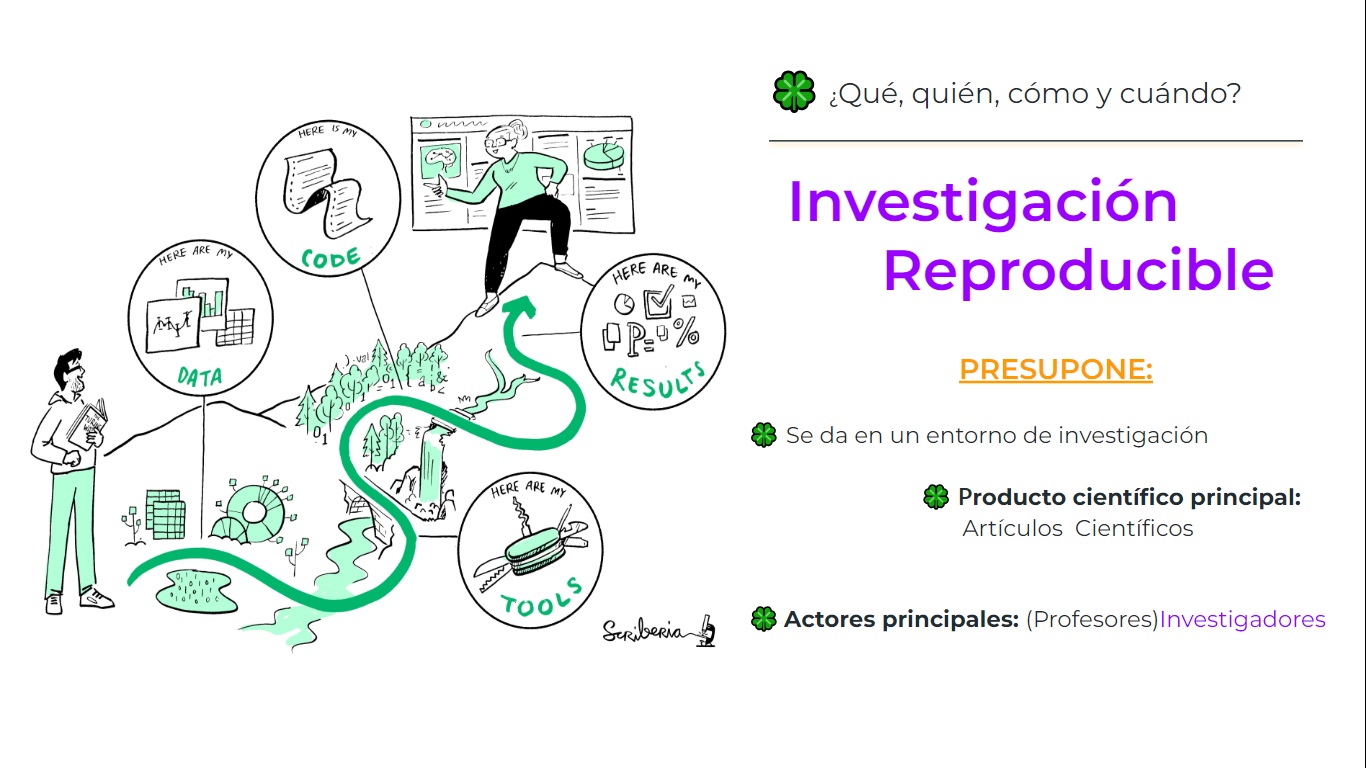 ¿Qué, quién, cómo y cuándo?
Investigación
Reproducible
PRESUPONE:
Se da en un entorno de investigación
Producto científico principal:
Artículos Científicos
Actores principales: (Profesores)Investigadores
HERE IS MY
CODE
HERE ARE MY
DATA
HERE ARE MY
P= %
RESULTS
HERE ARE MY
TOOLS
Scriberia